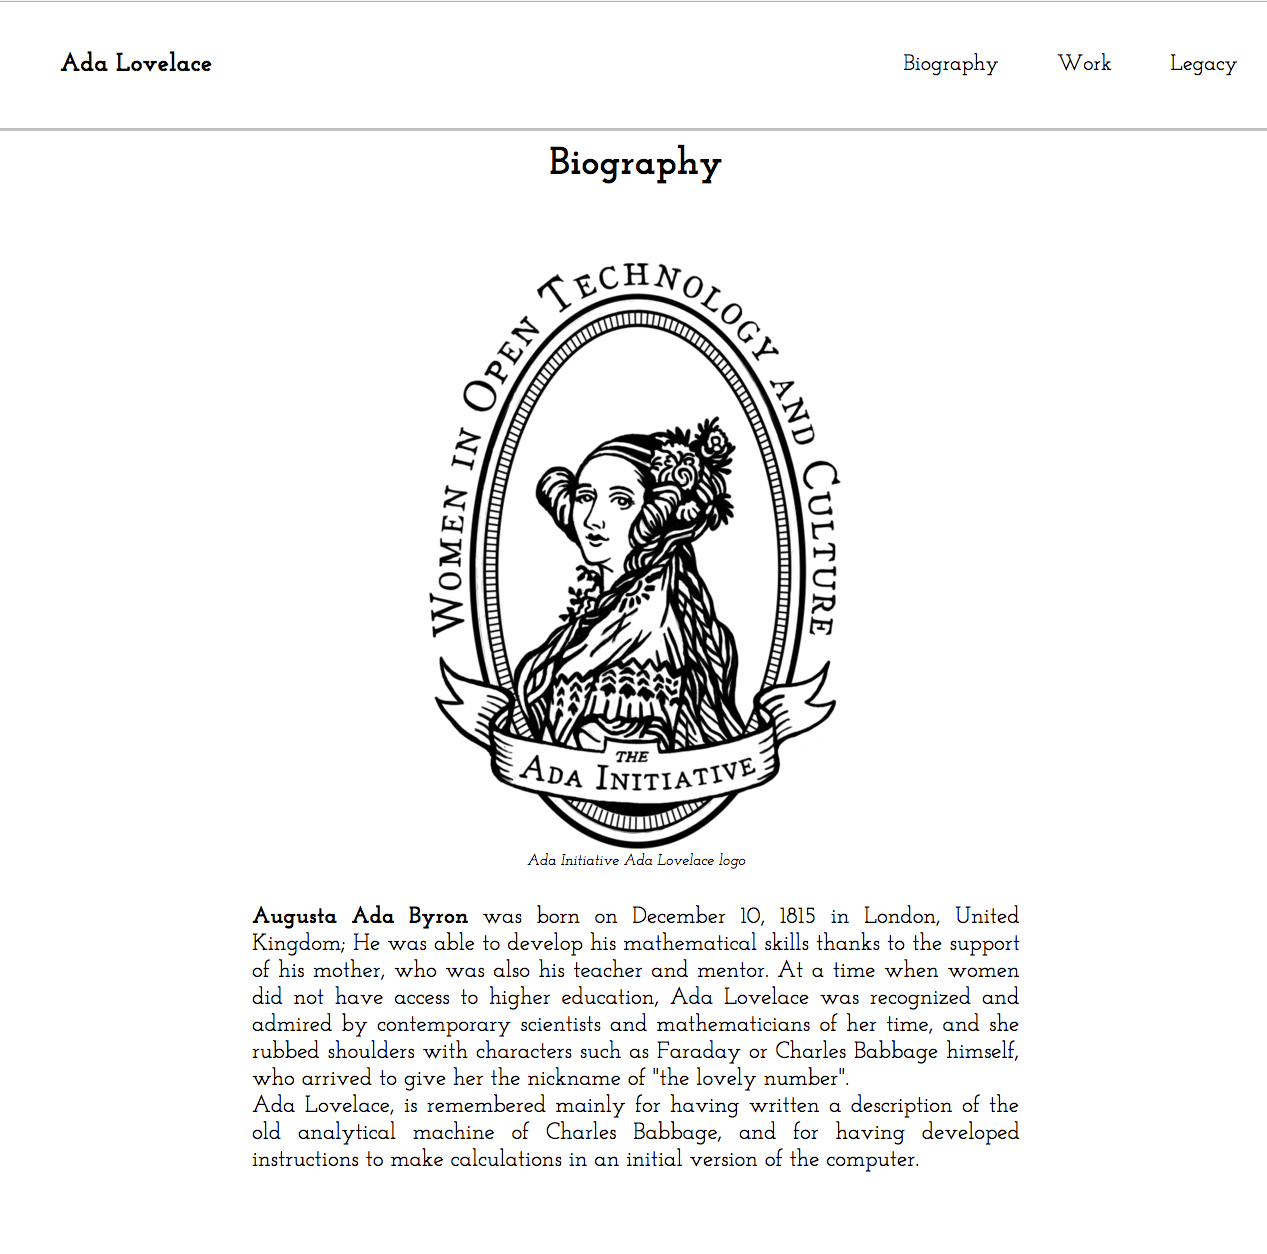 Ada Lovelace
Biography
Work
Legacy
Biography
Women in Open Technology and Culture
THE
Ada Initiative
Ada Initiative Ada Lovelace logo
Augusta Ada Byron was born on December 10, 1815 in London, United
Kingdom; He was able to develop his mathematical skills thanks to the support
of his mother, who was also his teacher and mentor. At a time when women
did not have access to higher education, Ada Lovelace was recognized and
admired by contemporary scientists and mathematicians of her time, and she
rubbed shoulders with characters such as Faraday or Charles Babbage himself,
who arrived to give her the nickname of "the lovely number".
Ada Lovelace, is remembered mainly for having written a description of the
old analytical machine of Charles Babbage, and for having developed
instructions to make calculations in an initial version of the computer.